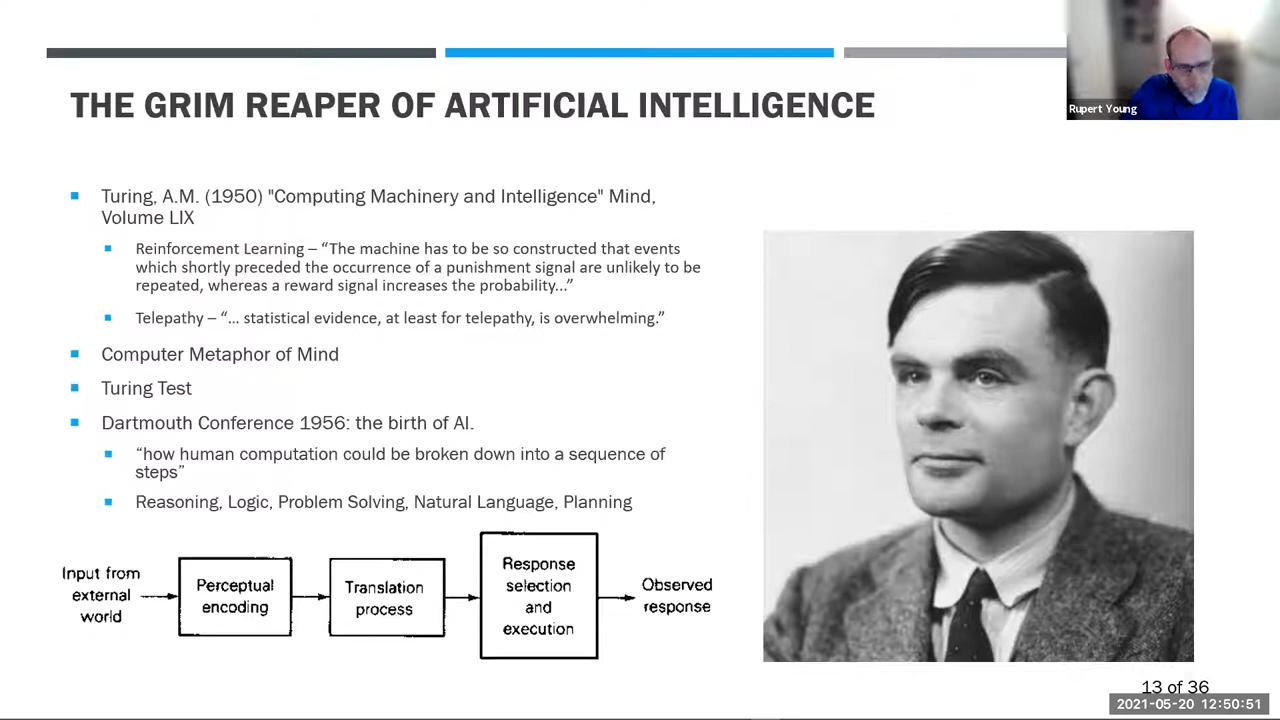 Rupert Young
THE GRIM REAPER OF ARTIFICIAL INTELLIGENCE
Turing, A.M. (1950) "Computing Machinery and Intelligence" Mind,
Volume LIX
Reinforcement Learning – “The machine has to be so constructed that events
which shortly preceded the occurrence of a punishment signal are unlikely to be
repeated, whereas a reward signal increases the probability...”
Telepathy – “... statistical evidence, at least for telepathy, is overwhelming.”
Computer Metaphor of Mind
Turing Test
Dartmouth Conference 1956: the birth of AI.
“how human computation could be broken down into a sequence of
steps”
Reasoning, Logic, Problem Solving, Natural Language, Planning
Input from
external
world
Perceptual
encoding
Translation
process
Response
selection
and
execution
Observed
response
13 of 36
2021-05-20 12:50:51